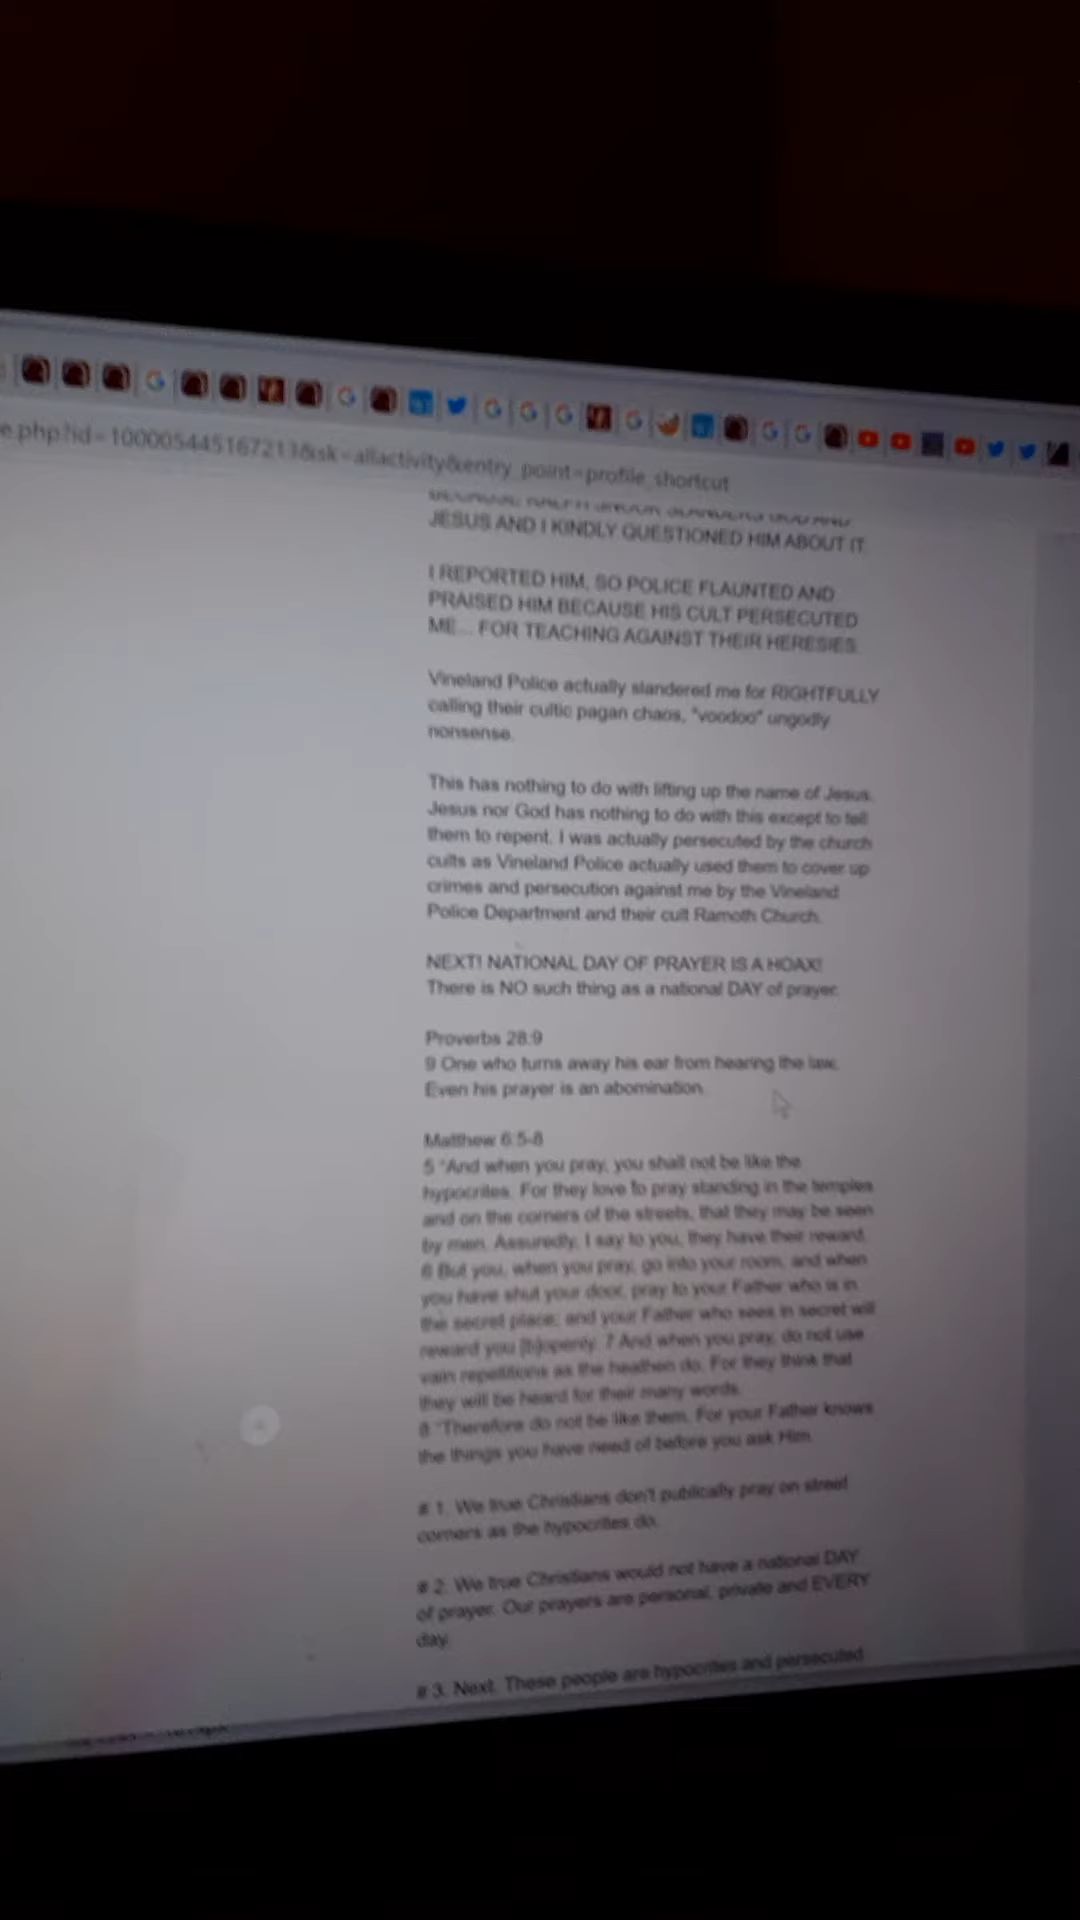 e.php?id=100005445167213&sk=allactivity&entry_point=profile_shortcut
JESUS AND I KINDLY QUESTIONED HIM ABOUT IT.
I REPORTED HIM, SO POLICE FLAUNTED AND
PRAISED HIM BECAUSE HIS CULT PERSECUTED
ME... FOR TEACHING AGAINST THEIR HERESIES.
Vineland Police actually slandered me for RIGHTFULLY
calling their cultic pagan chaos, "voodoo" ungodly
nonsense.
This has nothing to do with lifting up the name of Jesus.
Jesus nor God has nothing to do with this except to tell
them to repent. I was actually persecuted by the church
cults as Vineland Police actually used them to cover up
crimes and persecution against me by the Vineland
Police Department and their cult Ramoth Church.
NEXT! NATIONAL DAY OF PRAYER IS A HOAX!
There is NO such thing as a national DAY of prayer.
Proverbs 28:9
9 One who turns away his ear from hearing the law,
Even his prayer is an abomination.
Matthew 6:5-8
5 "And when you pray, you shall not be like the
hypocrites. For they love to pray standing in the temples
and on the corners of the streets, that they may be seen
by men. Assuredly, I say to you, they have their reward.
6 But you, when you pray, go into your room, and when
you have shut your door, pray to your Father who is in
the secret place; and your Father who sees in secret will
reward you [b]openly. 7 And when you pray, do not use
vain repetitions as the heathen do. For they think that
they will be heard for their many words.
8 "Therefore do not be like them. For your Father knows
the things you have need of before you ask Him.
# 1. We true Christians don't publically pray on street
corners as the hypocrites do.
# 2. We true Christians would not have a national DAY
of prayer. Our prayers are personal, private and EVERY
day.
# 3. Next. These people are hypocrites and persecuted